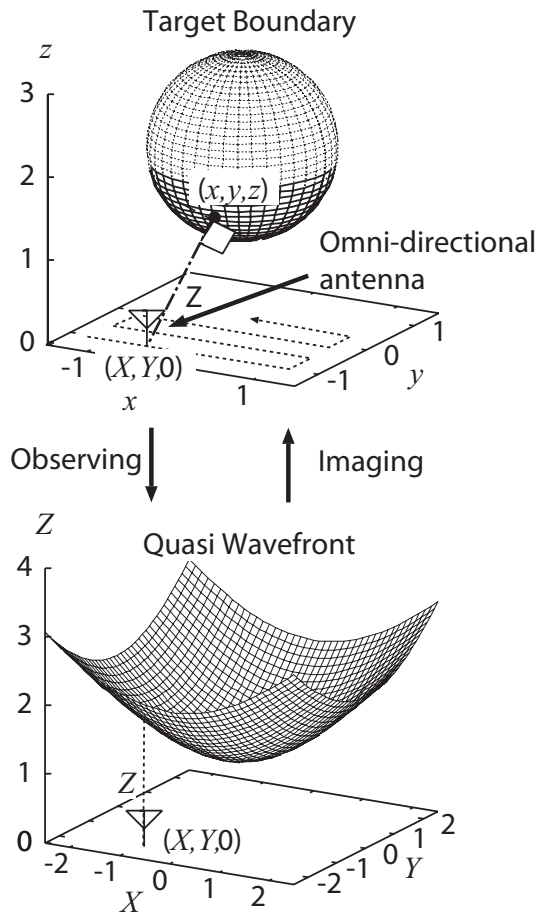 Target Boundary
z
3
2
1
0
(x,y,z)
Omni-directional
antenna
Z
(X,Y,0)
-1
1
x
-1
0
1
y
Observing
Imaging
Quasi Wavefront
Z
4
3
2
1
0
Z
(X,Y,0)
-2
-1
0
1
2
X
-2
-1
0
1
2
Y